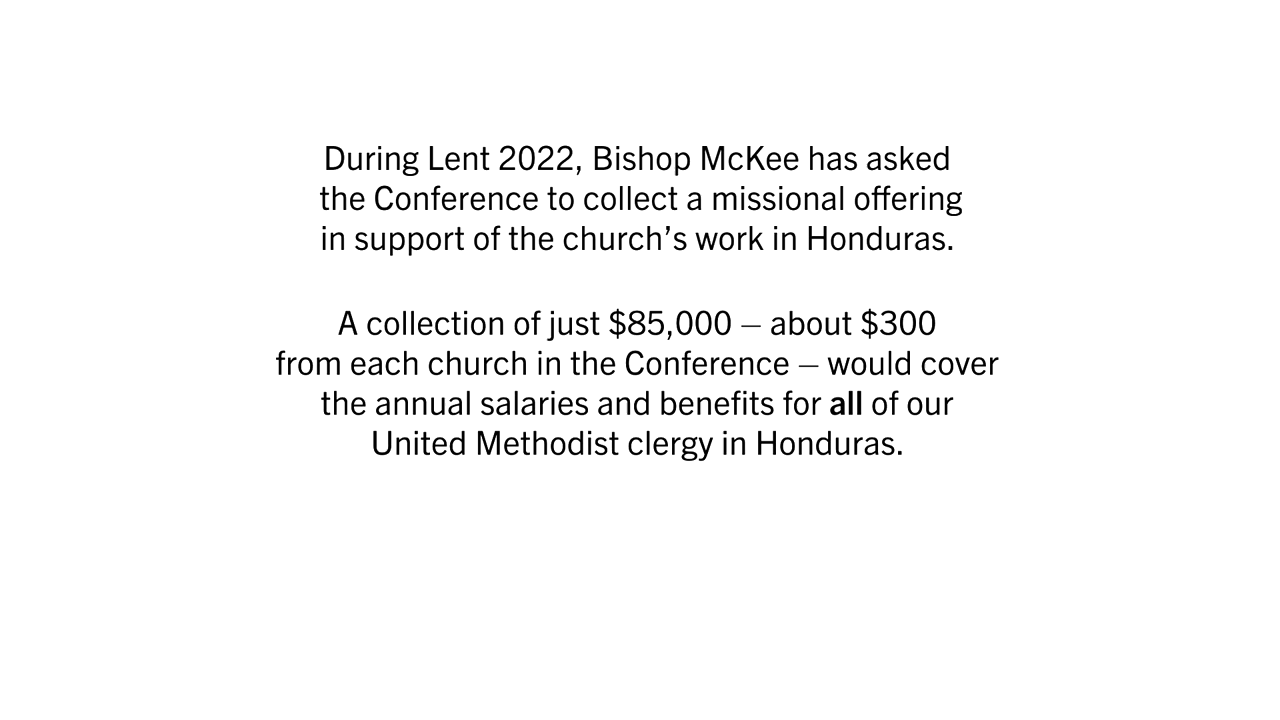 During Lent 2022, Bishop McKee has asked
the Conference to collect a missional offering
in support of the church’s work in Honduras.
A collection of just $85,000 – about $300
from each church in the Conference – would cover
the annual salaries and benefits for all of our
United Methodist clergy in Honduras.